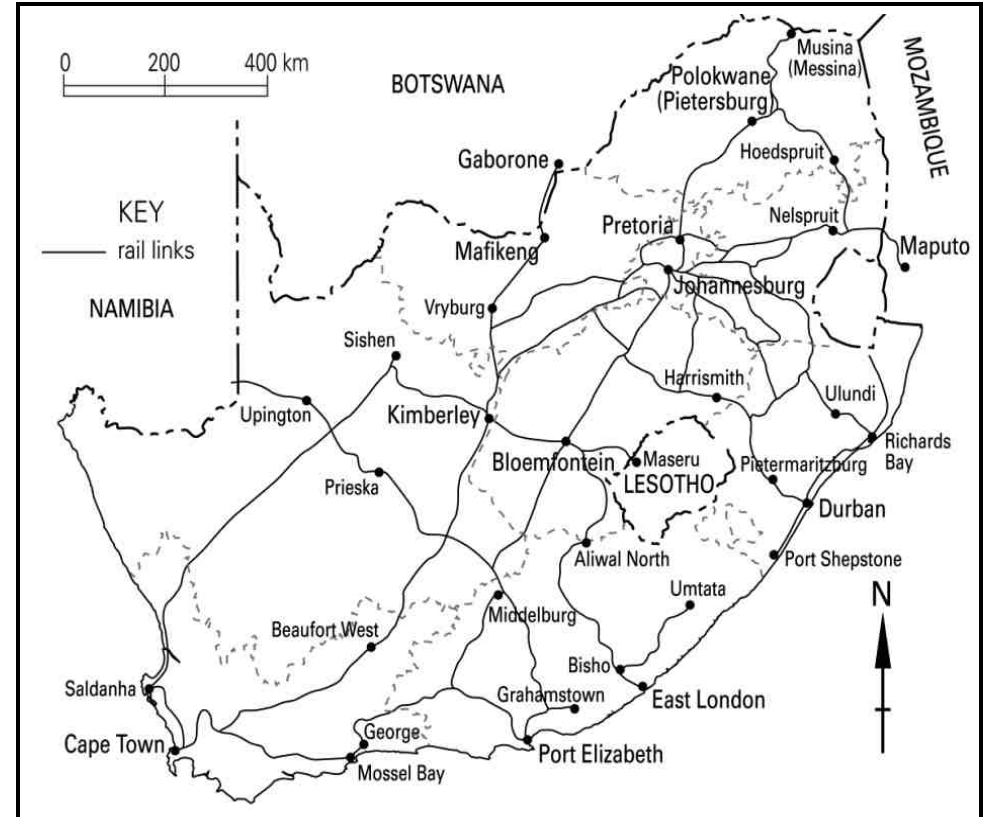 0 200 400 km
BOTSWANA
MOZAMBIQUE
Musina
(Messina)
Polokwane
(Pietersburg)
Hoedspruit
Gaborone
KEY
rail links
Nelspruit
Pretoria
Maputo
Mafikeng
Johannesburg
NAMIBIA
Vryburg
Sishen
Harrismith
Ulundi
Upington
Kimberley
Richards
Bay
Bloemfontein
Maseru
Pietermaritzburg
LESOTHO
Prieska
Durban
Aliwal North
Port Shepstone
Umtata
N
Middelburg
Beaufort West
Bisho
Saldanha
Grahamstown
East London
George
Cape Town
Port Elizabeth
Mossel Bay